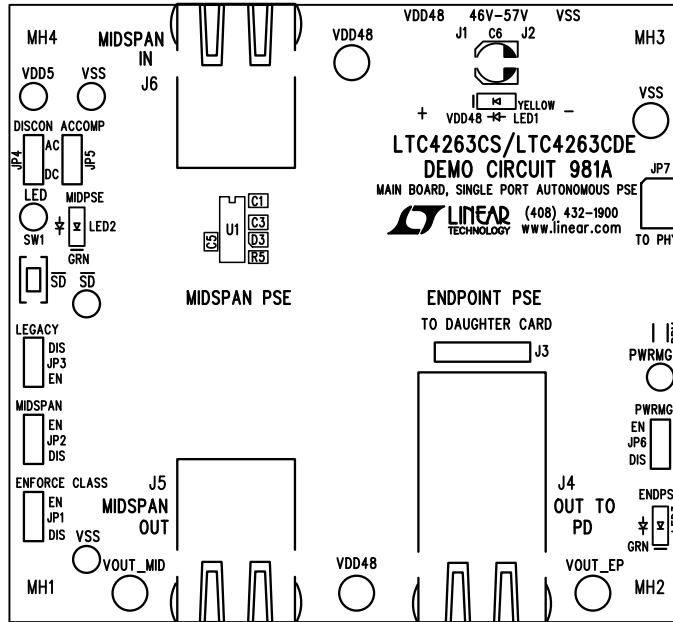 MH4
MIDSPAN
IN
J6
VDD48
VDD48 46V-57V VSS
J1 C6 J2
MH3
VDD5 VSS
VSS
YELLOW
+ VDD48 LED1 -
DISCON ACCOMP
JP4 AC JP5
DC
LTC4263CS/LTC4263CDE
DEMO CIRCUIT 981A
MAIN BOARD, SINGLE PORT AUTONOMOUS PSE
JP7
LINEAR
TECHNOLOGY
(408) 432-1900
www.linear.com
TO PHY
LED MIDPSE
LED2
SW1
GRN
SD SD
C1
U1 C3
C5 D3
R5
MIDSPAN PSE
ENDPOINT PSE
TO DAUGHTER CARD
J3
LEGACY
DIS
JP3
EN
PWRMG
MIDSPAN
EN
JP2
DIS
PWRMG
EN
JP6
DIS
ENFORCE CLASS
EN
JP1
DIS
J5
MIDSPAN
OUT
J4
OUT TO
PD
ENDPS
GRN
VSS
VOUT_MID
VDD48
VOUT_EP
MH1
MH2